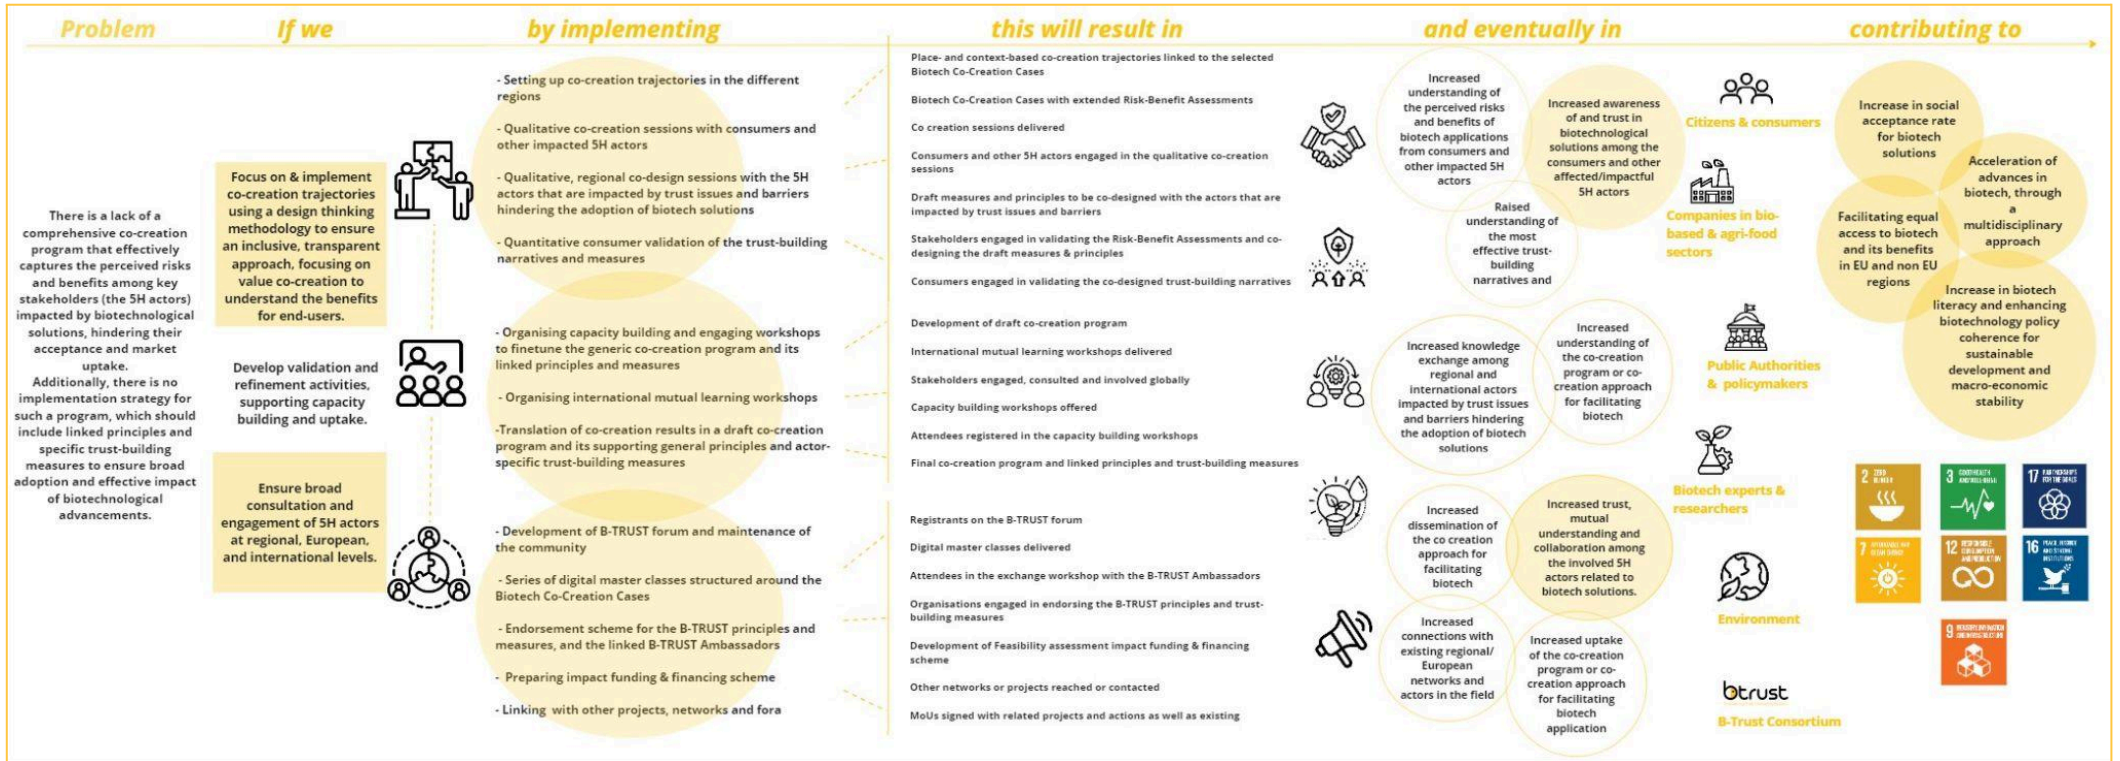 Problem
If we
by implementing
this will result in
and eventually in
contributing to
There is a lack of a
comprehensive co-creation
program that effectively
captures the perceived risks
and benefits among key
stakeholders (the 5H actors)
impacted by biotechnological
solutions, hindering their
acceptance and market
uptake.
Additionally, there is no
implementation strategy for
such a program, which should
include linked principles and
specific trust-building
measures to ensure broad
adoption and effective impact
of biotechnological
advancements.
Focus on & implement
co-creation trajectories
using a design thinking
methodology to ensure
an inclusive, transparent
approach, focusing on
value co-creation to
understand the benefits
for end-users.
Develop validation and
refinement activities,
supporting capacity
building and uptake.
Ensure broad
consultation and
engagement of 5H actors
at regional, European,
and international levels.
- Setting up co-creation trajectories in the different
regions
- Qualitative co-creation sessions with consumers and
other impacted 5H actors
- Qualitative, regional co-design sessions with the 5H
actors that are impacted by trust issues and barriers
hindering the adoption of biotech solutions
- Quantitative consumer validation of the trust-building
narratives and measures
- Organising capacity building and engaging workshops
to finetune the generic co-creation program and its
linked principles and measures
- Organising international mutual learning workshops
-Translation of co-creation results in a draft co-creation
program and its supporting general principles and actor-
specific trust-building measures
- Development of B-TRUST forum and maintenance of
the community
- Series of digital master classes structured around the
Biotech Co-Creation Cases
- Endorsement scheme for the B-TRUST principles and
measures, and the linked B-TRUST Ambassadors
- Preparing impact funding & financing scheme
- Linking with other projects, networks and fora
Place- and context-based co-creation trajectories linked to the selected
Biotech Co-Creation Cases
Biotech Co-Creation Cases with extended Risk-Benefit Assessments
Co creation sessions delivered
Consumers and other 5H actors engaged in the qualitative co-creation
sessions
Draft measures and principles to be co-designed with the actors that are
impacted by trust issues and barriers
Stakeholders engaged in validating the Risk-Benefit Assessments and co-
designing the draft measures & principles
Consumers engaged in validating the co-designed trust-building narratives
Development of draft co-creation program
International mutual learning workshops delivered
Stakeholders engaged, consulted and involved globally
Capacity building workshops offered
Attendees registered in the capacity building workshops
Final co-creation program and linked principles and trust-building measures
Registrants on the B-TRUST forum
Digital master classes delivered
Attendees in the exchange workshop with the B-TRUST Ambassadors
Organisations engaged in endorsing the B-TRUST principles and trust-
building measures
Development of Feasibility assessment impact funding & financing
scheme
Other networks or projects reached or contacted
MoUs signed with related projects and actions as well as existing
Increased
understanding of
the perceived risks
and benefits of
biotech applications
from consumers and
other impacted 5H
actors
Increased awareness
of and trust in
biotechnological
solutions among the
consumers and other
affected/impactful
5H actors
Raised
understanding of
the most
effective trust-
building
narratives and
Increased knowledge
exchange among
regional and
international actors
impacted by trust issues
and barriers hindering
the adoption of biotech
solutions
Increased
understanding of
the co-creation
program or co-
creation approach
for facilitating
biotech
Increased
dissemination of
the co creation
approach for
facilitating
biotech
Increased trust,
mutual
understanding and
collaboration among
the involved 5H
actors related to
biotech solutions.
Increased
connections with
existing regional/
European
networks and
actors in the field
Increased uptake
of the co-creation
program or co-
creation approach
for facilitating
biotech
application
Citizens & consumers
Companies in bio-
based & agri-food
sectors
Public Authorities
& policymakers
Biotech experts &
researchers
Environment
btrust
B-Trust Consortium
Increase in social
acceptance rate
for biotech
solutions
Acceleration of
advances in
biotech, through
a
multidisciplinary
approach
Facilitating equal
access to biotech
and its benefits
in EU and non EU
regions
Increase in biotech
literacy and enhancing
biotechnology policy
coherence for
sustainable
development and
macro-economic
stability
2 ZERO
HUNGER
3 GOOD HEALTH
AND WELL-BEING
17 PARTNERSHIPS
FOR THE GOALS
7 AFFORDABLE AND
CLEAN ENERGY
12 RESPONSIBLE
CONSUMPTION
AND PRODUCTION
16 PEACE, JUSTICE
AND STRONG
INSTITUTIONS
9